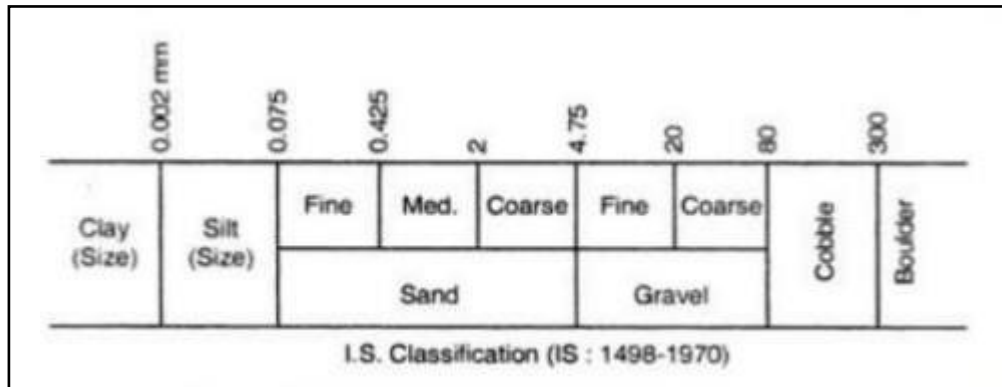 0.002 mm 0.075 0.425 2 4.75 20 80 300
Clay (Size) Silt (Size) Fine Med. Coarse Fine Coarse Cobble Boulder
Sand Gravel
I.S. Classification (IS : 1498-1970)